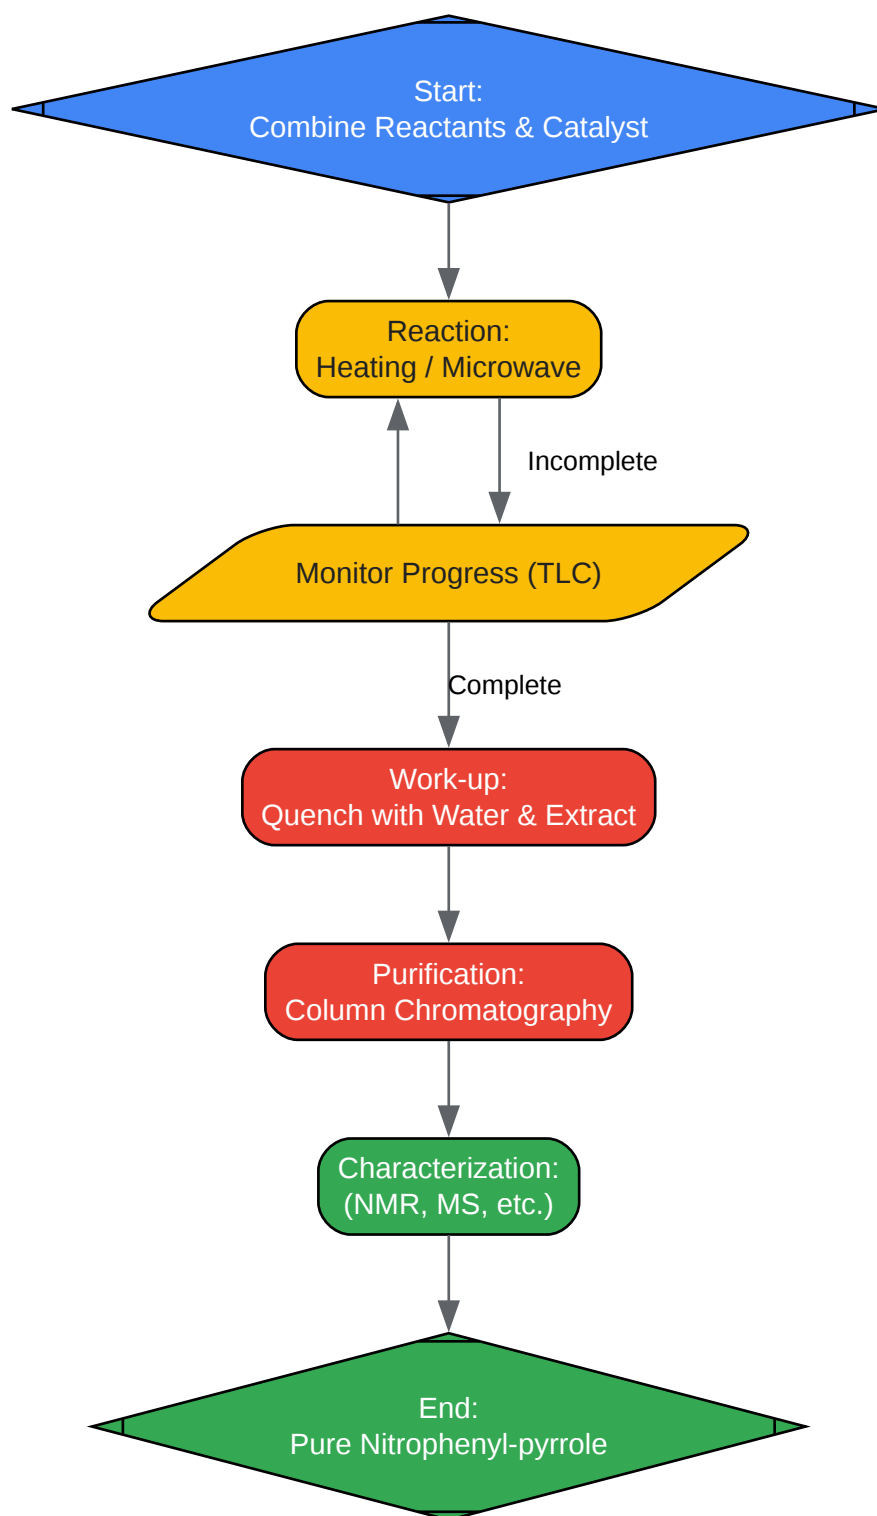 Start:
Combine Reactants & Catalyst
Reaction:
Heating / Microwave
Incomplete
Monitor Progress (TLC)
Complete
Work-up:
Quench with Water & Extract
Purification:
Column Chromatography
Characterization:
(NMR, MS, etc.)
End:
Pure Nitrophenyl-pyrrole